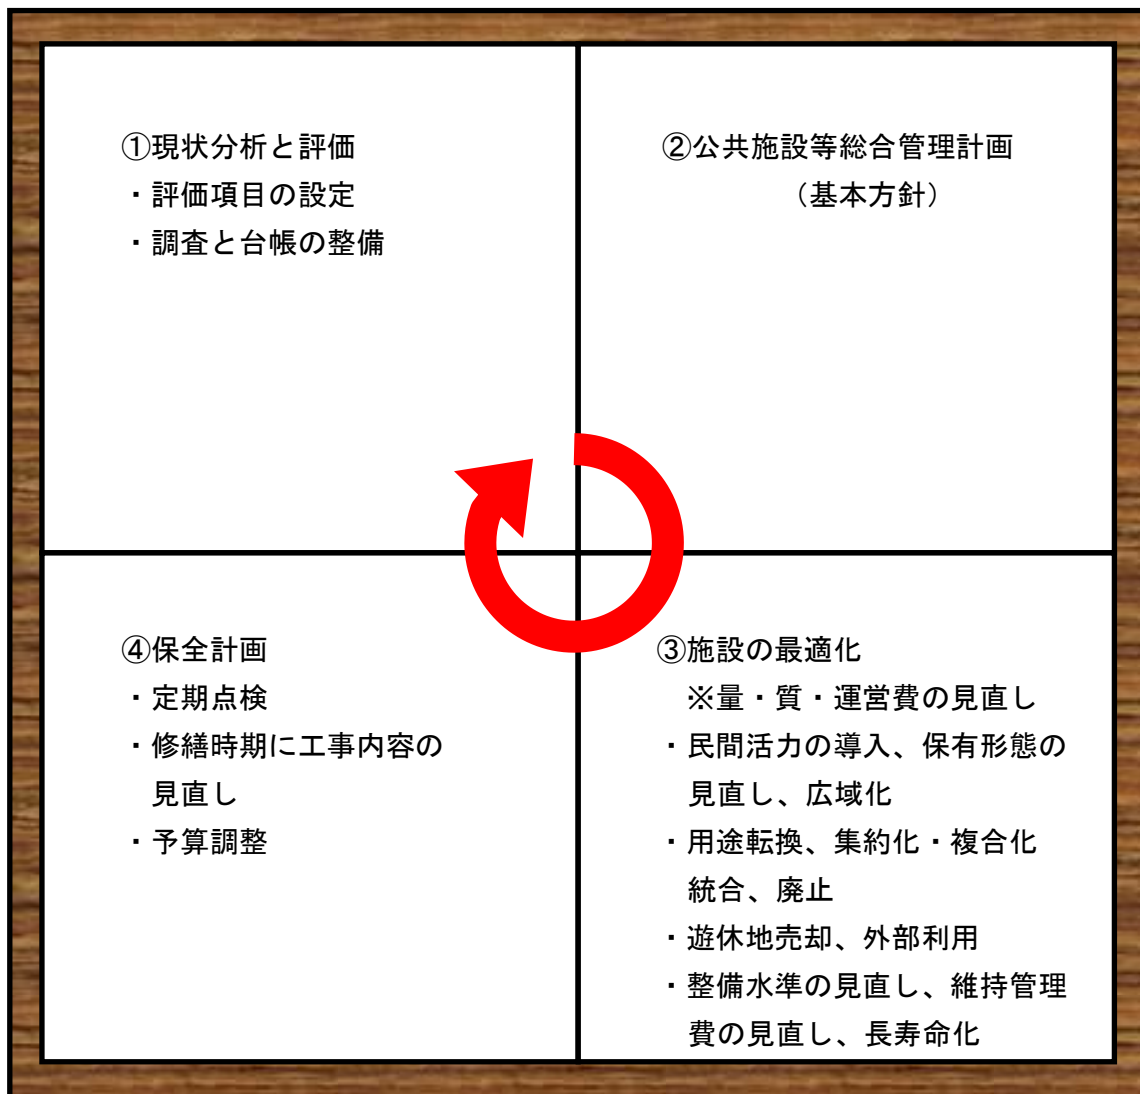 ①現状分析と評価
・評価項目の設定
・調査と台帳の整備
②公共施設等総合管理計画
（基本方針）
④保全計画
・定期点検
・修繕時期に工事内容の
見直し
・予算調整
③施設の最適化
※量・質・運営費の見直し
・民間活力の導入、保有形態の
見直し、広域化
・用途転換、集約化・複合化
統合、廃止
・遊休地売却、外部利用
・整備水準の見直し、維持管理
費の見直し、長寿命化